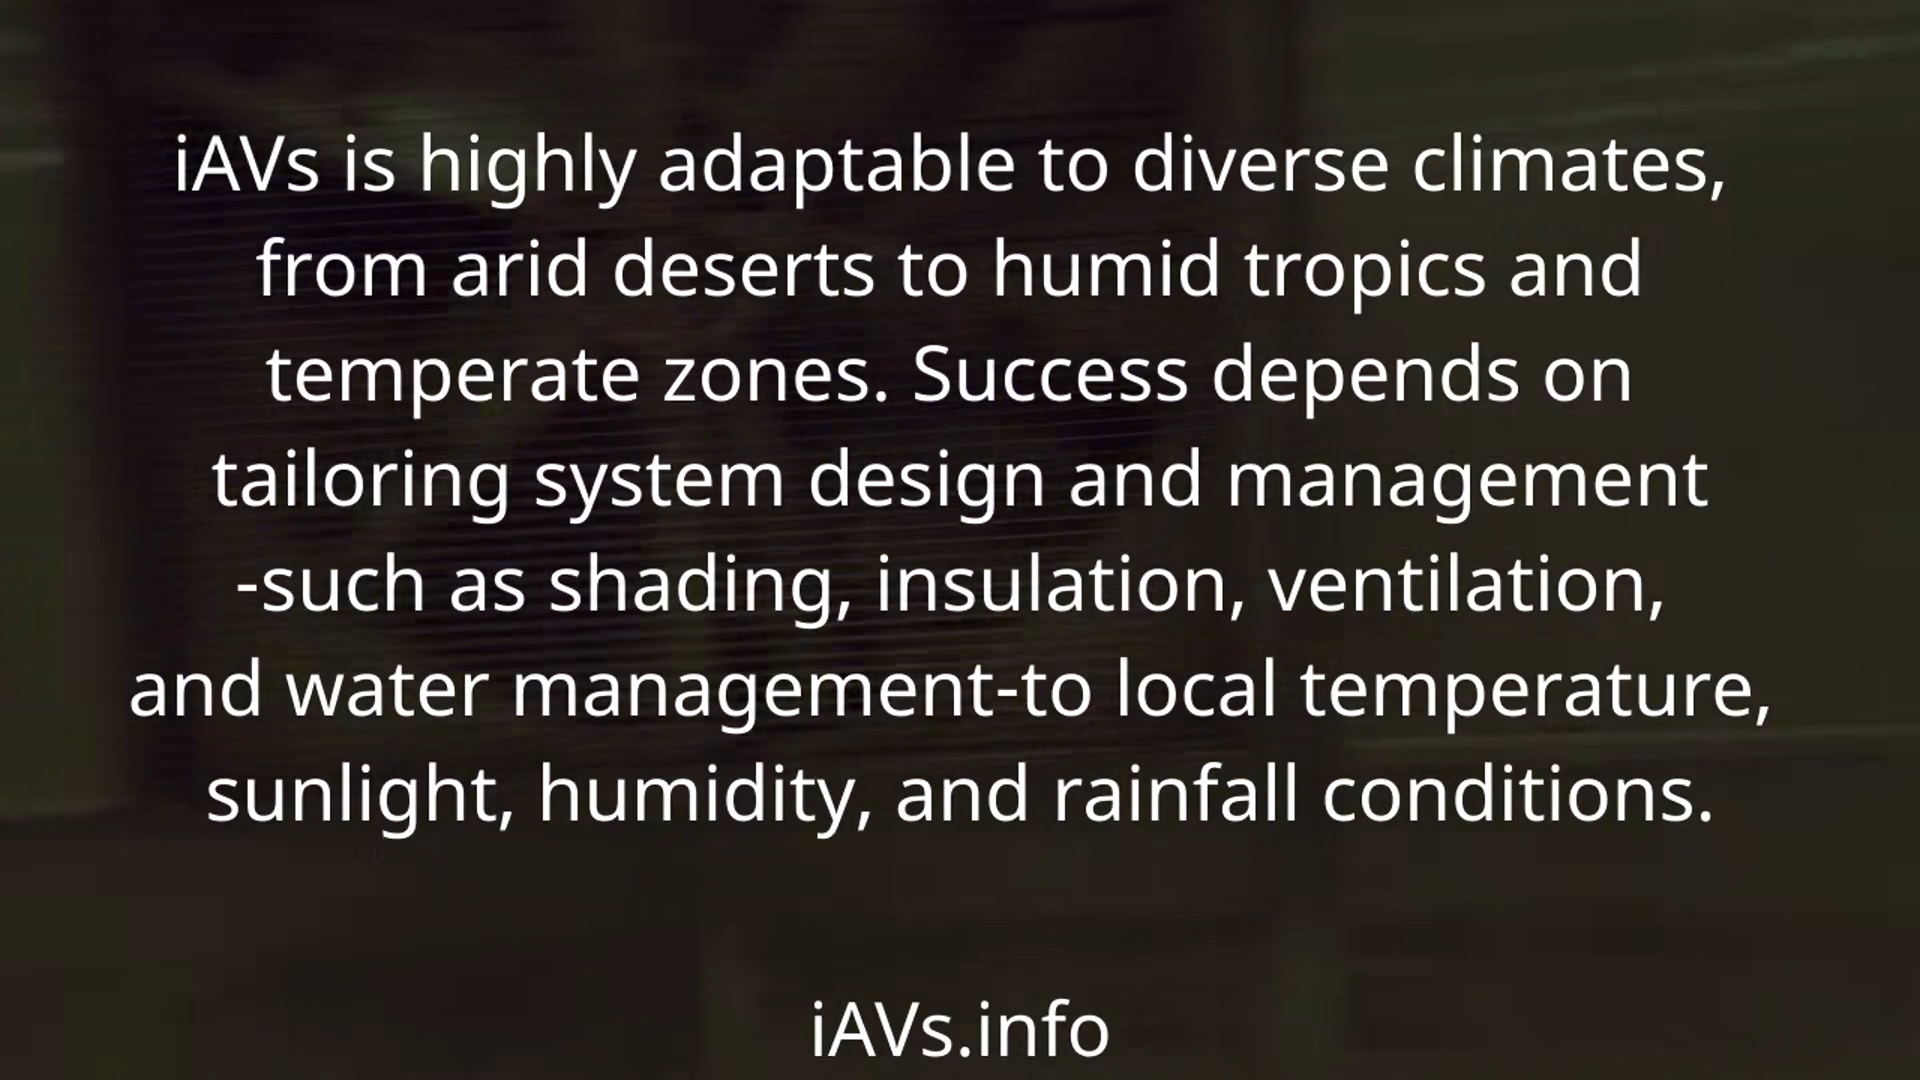 iAVs is highly adaptable to diverse climates,
from arid deserts to humid tropics and
temperate zones. Success depends on
tailoring system design and management
-such as shading, insulation, ventilation,
and water management-to local temperature,
sunlight, humidity, and rainfall conditions.
iAVs.info